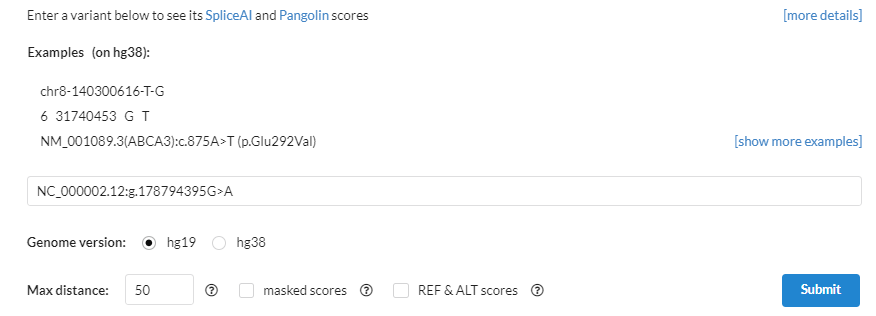 Enter a variant below to see its SpliceAI and Pangolin scores [more details]
Examples (on hg38):
chr8-140300616-T-G
6 31740453 G T
NM_001089.3(ABCA3):c.875A>T (p.Glu292Val) [show more examples]
NC_000002.12:g.178794395G>A
Genome version: hg19 hg38
Max distance: 50 ? masked scores ? REF & ALT scores ? Submit